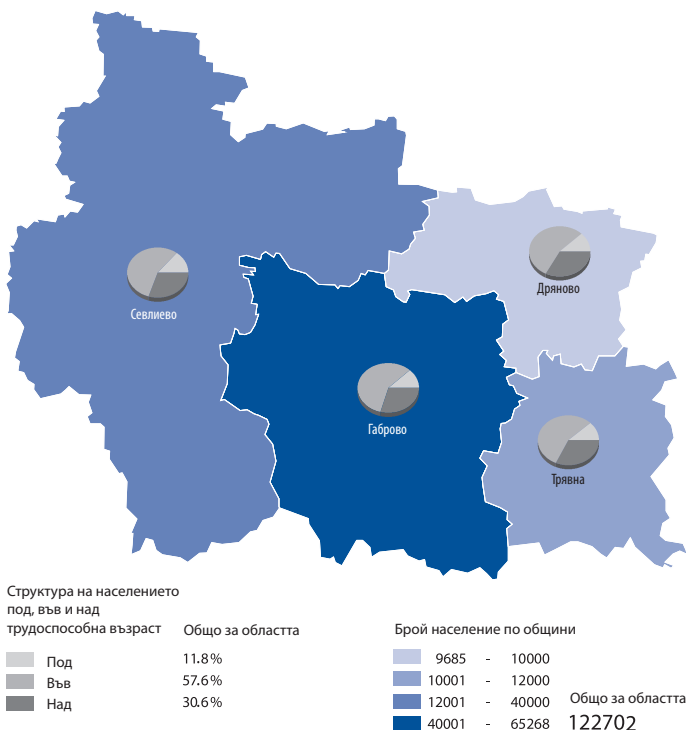 Дряново
Севлиево
Габрово
Трявна
Структура на населението
под, във и над
трудоспособна възраст
Общо за областта
Под 11.8%
Във 57.6%
Над 30.6%
Брой население по общини
9685 - 10000
10001 - 12000
12001 - 40000
40001 - 65268
Общо за областта
122702